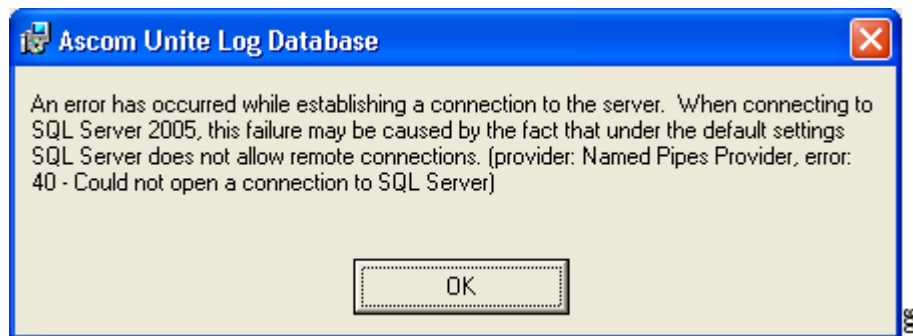 Ascom Unite Log Database
An error has occurred while establishing a connection to the server.  When connecting to
SQL Server 2005, this failure may be caused by the fact that under the default settings
SQL Server does not allow remote connections. (provider: Named Pipes Provider, error:
40 - Could not open a connection to SQL Server)
OK